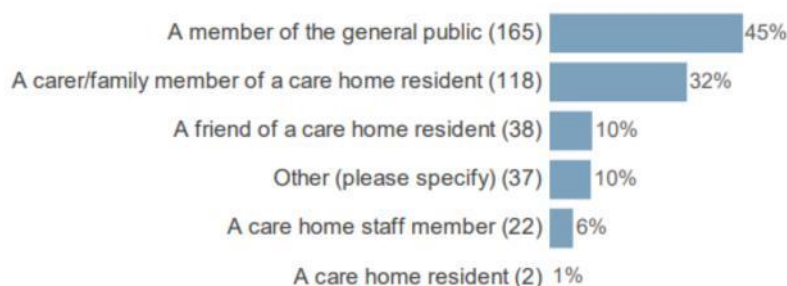 A member of the general public (165) 45%
A carer/family member of a care home resident (118) 32%
A friend of a care home resident (38) 10%
Other (please specify) (37) 10%
A care home staff member (22) 6%
A care home resident (2) 1%